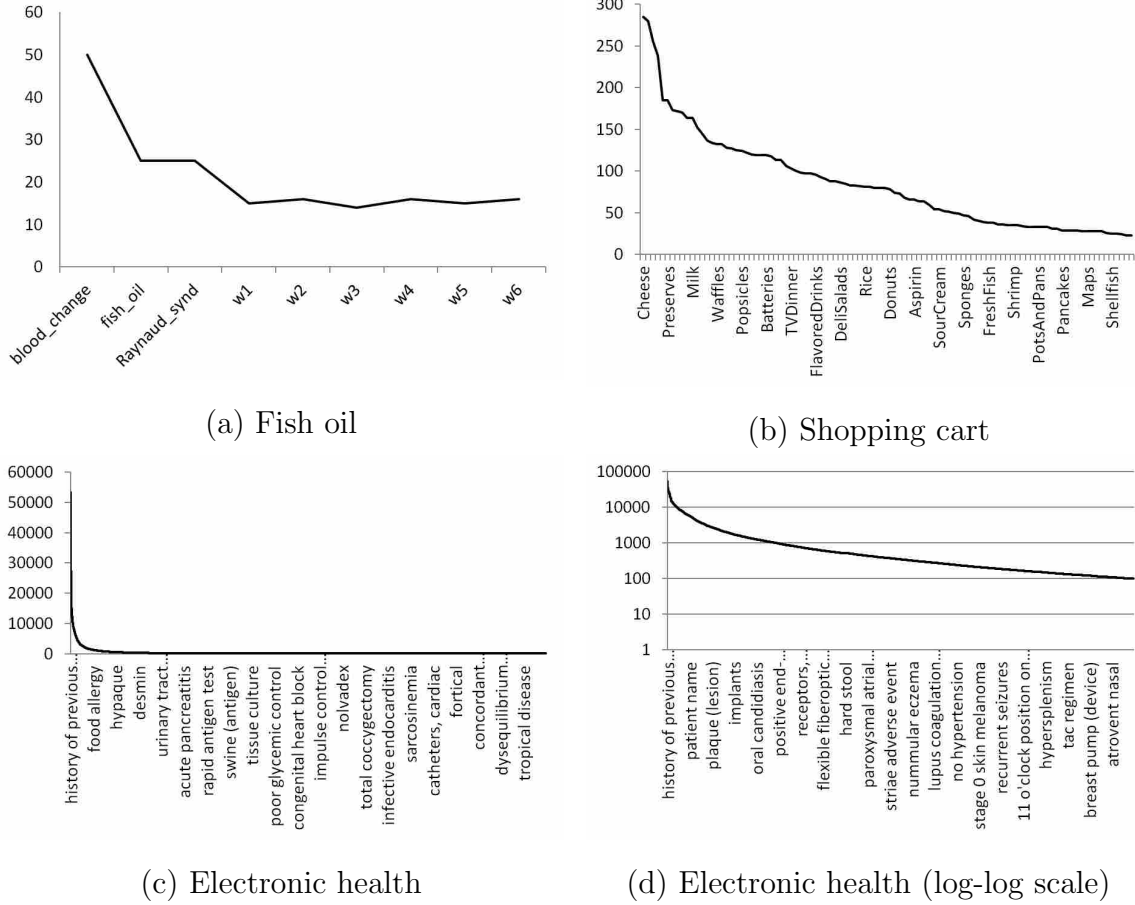 60
50
40
30
20
10
0
blood_change
fish_oil
Raynaud_Synd
w1
w2
w3
w4
w5
w6
(a) Fish oil
300
250
200
150
100
50
0
Cheese
Preserves
Milk
Waffles
Popsicles
Batteries
TVDinner
FlavoredDrinks
DeliSalads
Rice
Donuts
Aspirin
SourCream
Sponges
FreshFish
Shrimp
PotsAndPans
Pancakes
Maps
Shellfish
(b) Shopping cart
60000
50000
40000
30000
20000
10000
0
history of previous...
food allergy
hypaque
desmin
urinary tract...
acute pancreatitis
rapid antigen test
swine (antigen)
tissue culture
poor glycemic control
congenital heart block
impulse control...
nolvadex
total coccygectomy
infective endocarditis
sarcosinemia
catheters, cardiac
fortical
concordant...
dysequilibrium...
tropical disease
(c) Electronic health
100000
10000
1000
100
10
1
history of previous...
patient name
plaque (lesion)
implants
oral candidiasis
positive end-...
receptors,...
flexible fiberoptic...
hard stool
paroxysmal atrial...
striae adverse event
nummular eczema
lupus coagulation...
no hypertension
stage 0 skin melanoma
recurrent seizures
11 o'clock position on...
hypersplenism
tac regimen
breast pump (device)
atrovent nasal
(d) Electronic health (log-log scale)